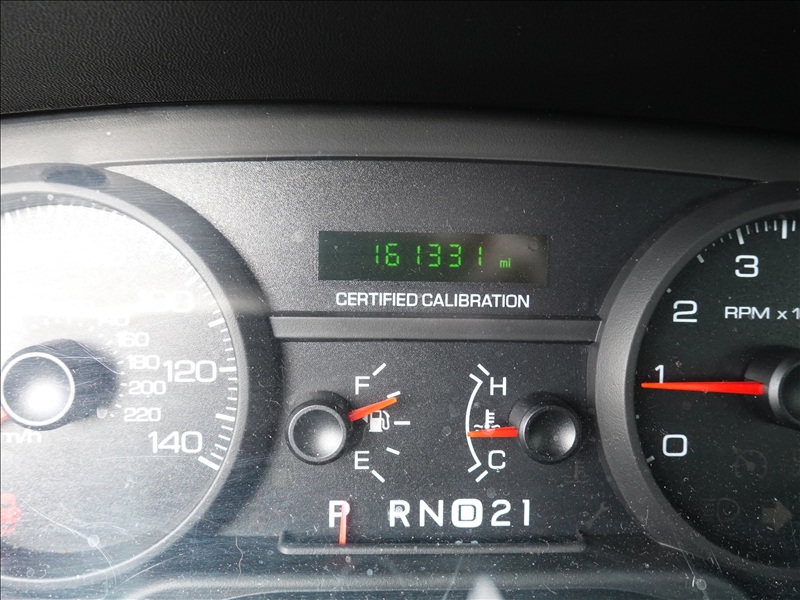 161331 mi
CERTIFIED CALIBRATION
120
140
160
180
200
220
F
E
H
C
P R N D 2 1
3
2
1
0
RPM x 1